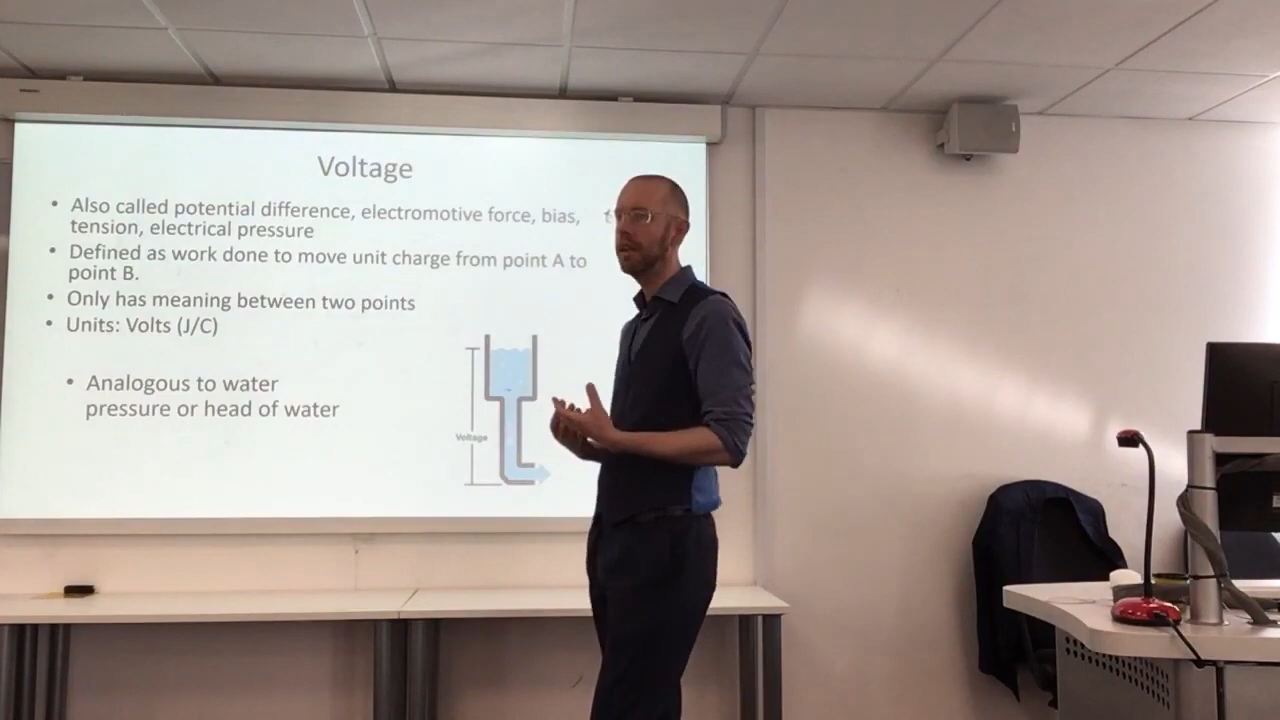 Voltage
• Also called potential difference, electromotive force, bias,
tension, electrical pressure
• Defined as work done to move unit charge from point A to
point B.
• Only has meaning between two points
• Units: Volts (J/C)
• Analogous to water
pressure or head of water
Voltage